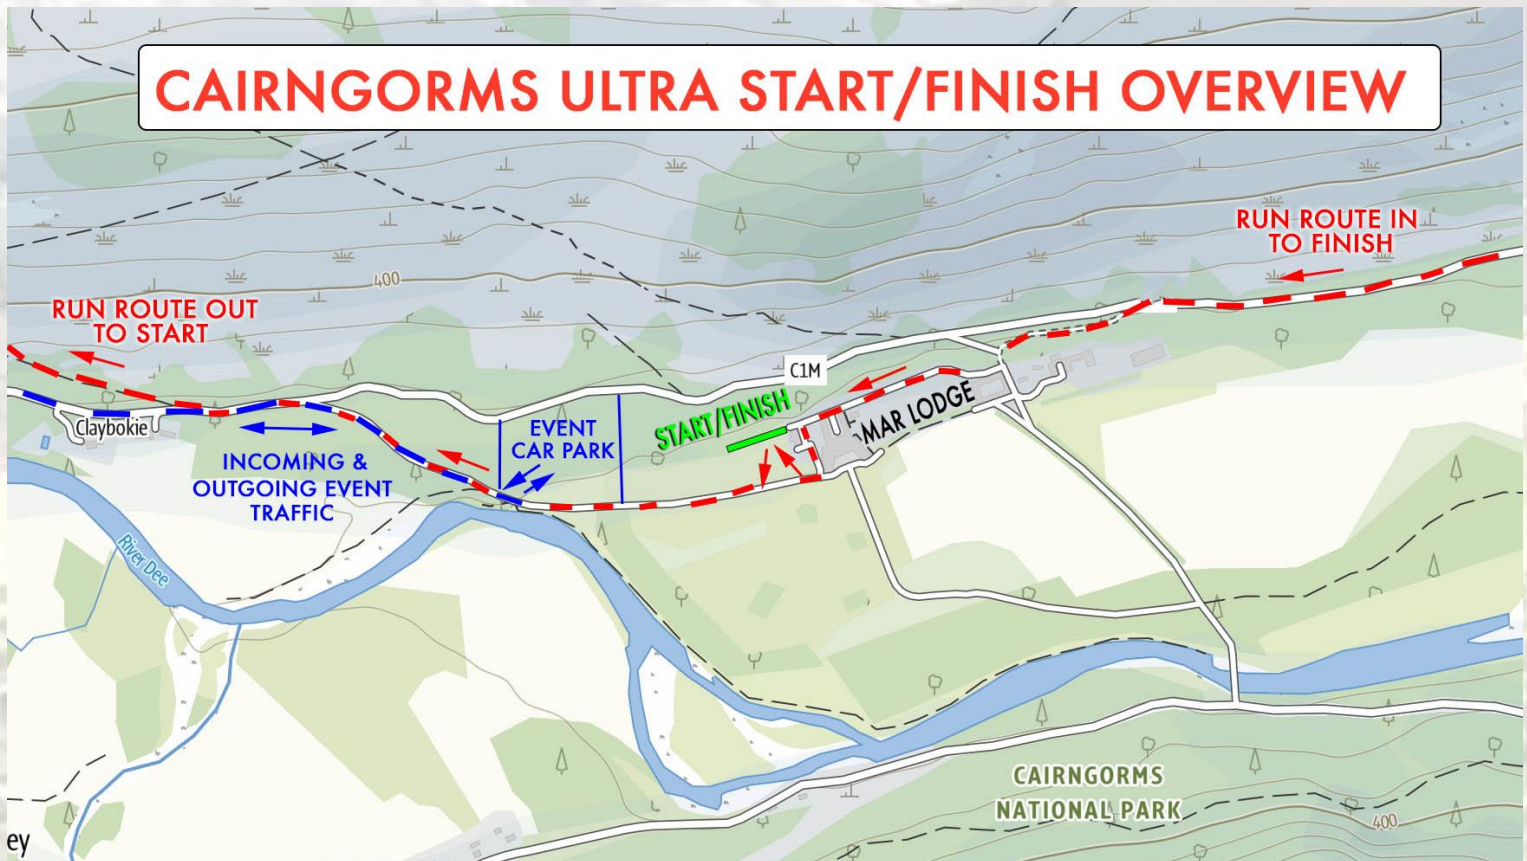 CAIRNGORMS ULTRA START/FINISH OVERVIEW
RUN ROUTE IN
TO FINISH
400
RUN ROUTE OUT
TO START
C1M
START/FINISH
MAR LODGE
EVENT
CAR PARK
Claybokie
INCOMING &
OUTGOING EVENT
TRAFFIC
River Dee
CAIRNGORMS
NATIONAL PARK
400
ey